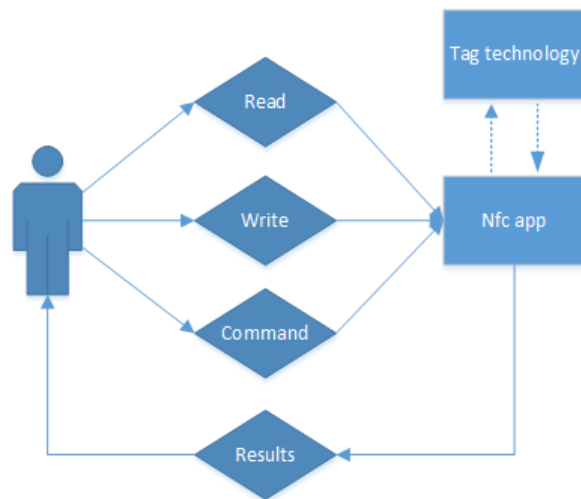 Tag technology
Read
Write
Nfc app
Command
Results